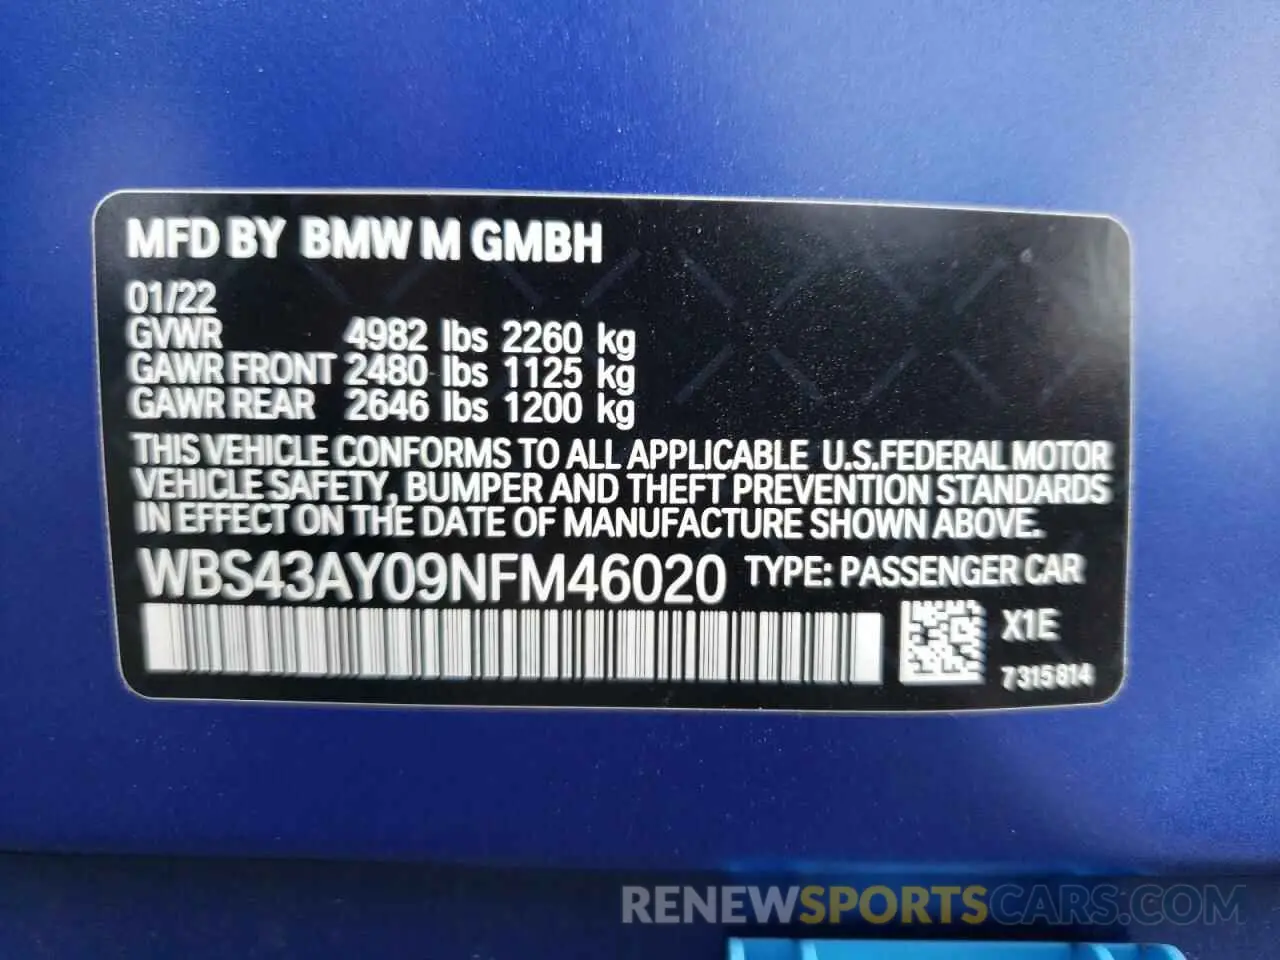 MFD BY BMW M GMBH
01/22
GVWR 4982 lbs 2260 kg
GAWR FRONT 2480 lbs 1125 kg
GAWR REAR 2646 lbs 1200 kg
THIS VEHICLE CONFORMS TO ALL APPLICABLE U.S.FEDERAL MOTOR
VEHICLE SAFETY, BUMPER AND THEFT PREVENTION STANDARDS
IN EFFECT ON THE DATE OF MANUFACTURE SHOWN ABOVE.
WBS43AY09NFM46020 TYPE: PASSENGER CAR
X1E
7315814
RENEWSPORTSCARS.COM